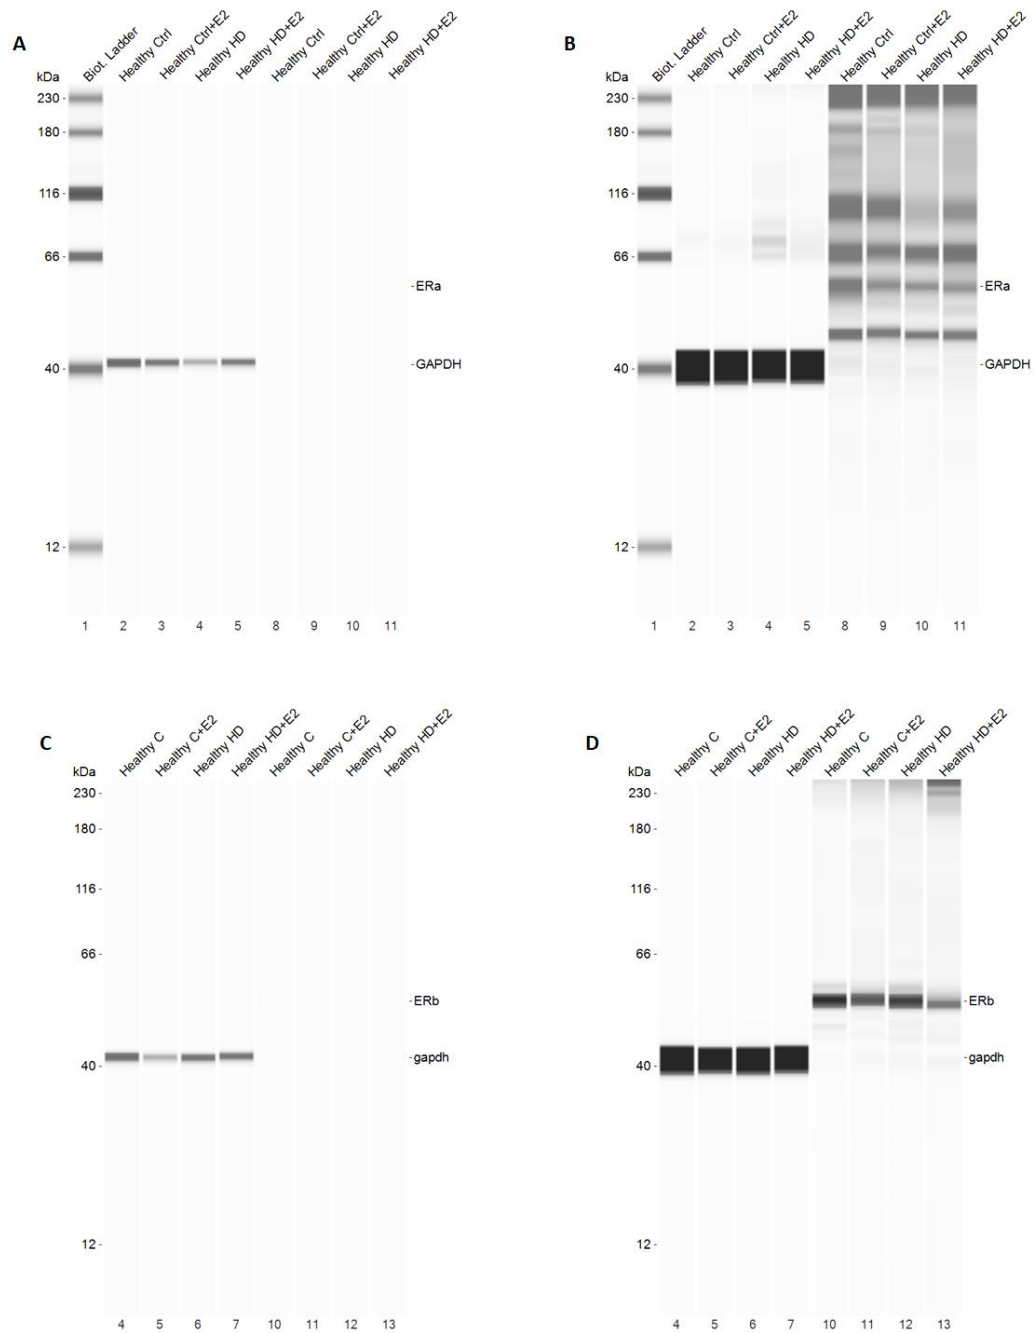 A
kDa
Biot. Ladder
Healthy Ctrl
Healthy Ctrl+E2
Healthy HD
Healthy HD+E2
Healthy Ctrl
Healthy Ctrl+E2
Healthy HD
Healthy HD+E2
230 -
180 -
116 -
66 -
-ERa
-GAPDH
40 -
12 -
1 2 3 4 5 8 9 10 11
B
kDa
Biot. Ladder
Healthy Ctrl
Healthy Ctrl+E2
Healthy HD
Healthy HD+E2
Healthy Ctrl
Healthy Ctrl+E2
Healthy HD
Healthy HD+E2
230 -
180 -
116 -
66 -
-ERa
-GAPDH
40 -
12 -
1 2 3 4 5 8 9 10 11
C
kDa
Healthy C
Healthy C+E2
Healthy HD
Healthy HD+E2
Healthy C
Healthy C+E2
Healthy HD
Healthy HD+E2
230 -
180 -
116 -
66 -
-ERb
-gapdh
40 -
12 -
4 5 6 7 10 11 12 13
D
kDa
Healthy C
Healthy C+E2
Healthy HD
Healthy HD+E2
Healthy C
Healthy C+E2
Healthy HD
Healthy HD+E2
230 -
180 -
116 -
66 -
-ERb
-gapdh
40 -
12 -
4 5 6 7 10 11 12 13